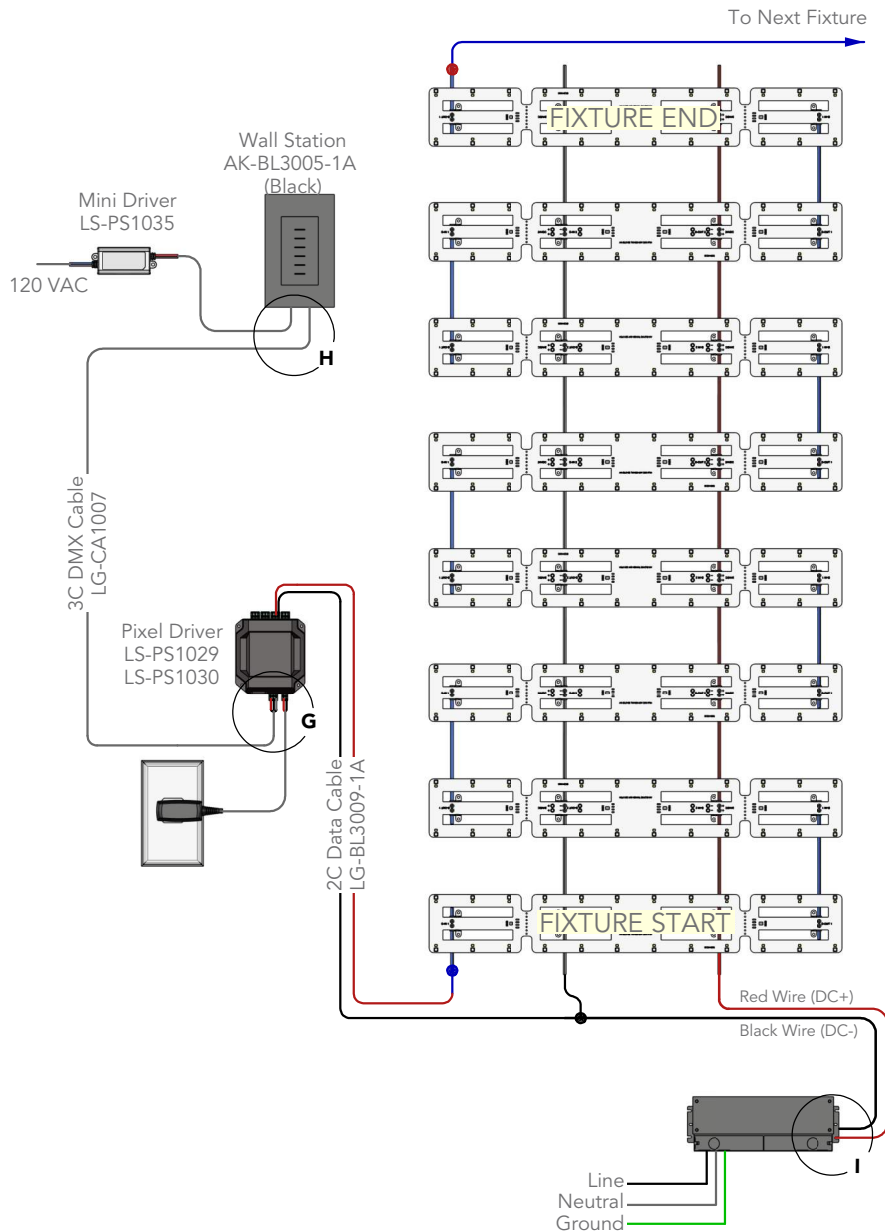 To Next Fixture
FIXTURE END
Wall Station
AK-BL3005-1A
(Black)
Mini Driver
LS-PS1035
120 VAC
H
3C DMX Cable
LG-CA1007
Pixel Driver
LS-PS1029
LS-PS1030
G
2C Data Cable
LG-BL3009-1A
FIXTURE START
Red Wire (DC+)
Black Wire (DC-)
I
Line
Neutral
Ground